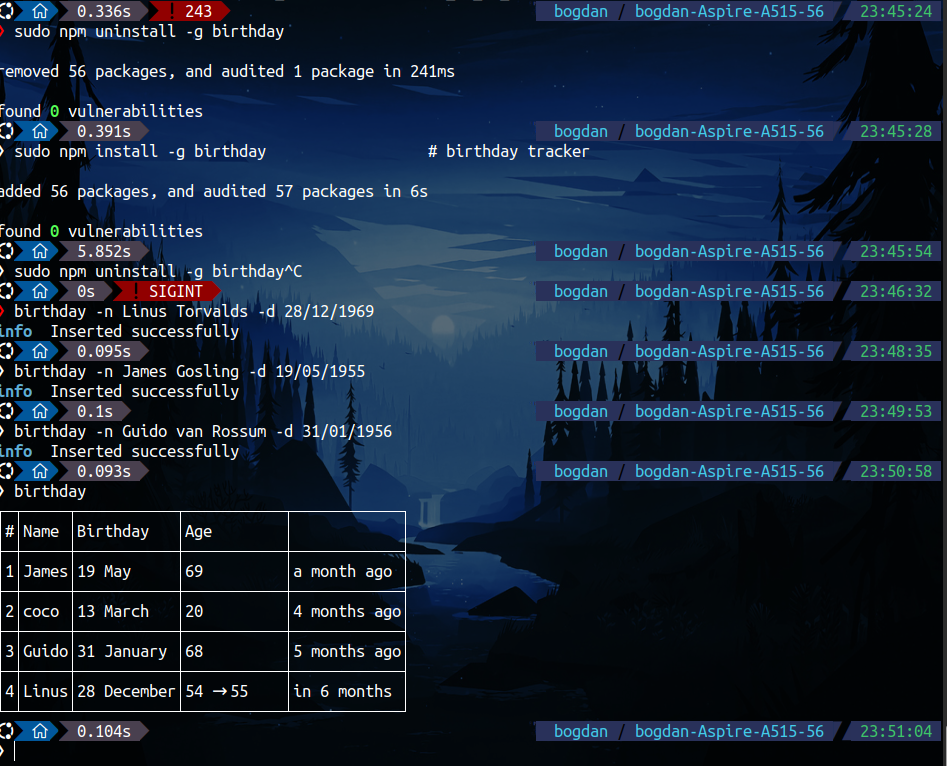 0.336s ! 243 bogdan / bogdan-Aspire-A515-56 / 23:45:24
❯ sudo npm uninstall -g birthday
removed 56 packages, and audited 1 package in 241ms
found 0 vulnerabilities
0.391s bogdan / bogdan-Aspire-A515-56 / 23:45:28
❯ sudo npm install -g birthday # birthday tracker
added 56 packages, and audited 57 packages in 6s
found 0 vulnerabilities
5.852s bogdan / bogdan-Aspire-A515-56 / 23:45:54
❯ sudo npm uninstall -g birthday^C
0s ! SIGINT bogdan / bogdan-Aspire-A515-56 / 23:46:32
❯ birthday -n Linus Torvalds -d 28/12/1969
info Inserted successfully
0.095s bogdan / bogdan-Aspire-A515-56 / 23:48:35
❯ birthday -n James Gosling -d 19/05/1955
info Inserted successfully
0.1s bogdan / bogdan-Aspire-A515-56 / 23:49:53
❯ birthday -n Guido van Rossum -d 31/01/1956
info Inserted successfully
0.093s bogdan / bogdan-Aspire-A515-56 / 23:50:58
❯ birthday
# Name Birthday Age
1 James 19 May 69 a month ago
2 coco 13 March 20 4 months ago
3 Guido 31 January 68 5 months ago
4 Linus 28 December 54 →55 in 6 months
0.104s bogdan / bogdan-Aspire-A515-56 / 23:51:04
❯